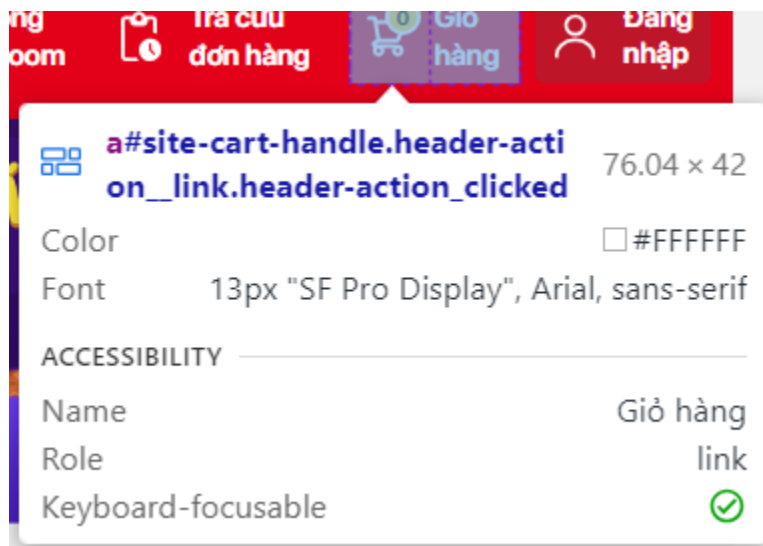 ng
oom
Tra cứu
đơn hàng
0
Giỏ
hàng
Đăng
nhập
a#site-cart-handle.header-acti
on__link.header-action_clicked
76.04 × 42
Color
#FFFFFF
Font
13px "SF Pro Display", Arial, sans-serif
ACCESSIBILITY
Name
Giỏ hàng
Role
link
Keyboard-focusable